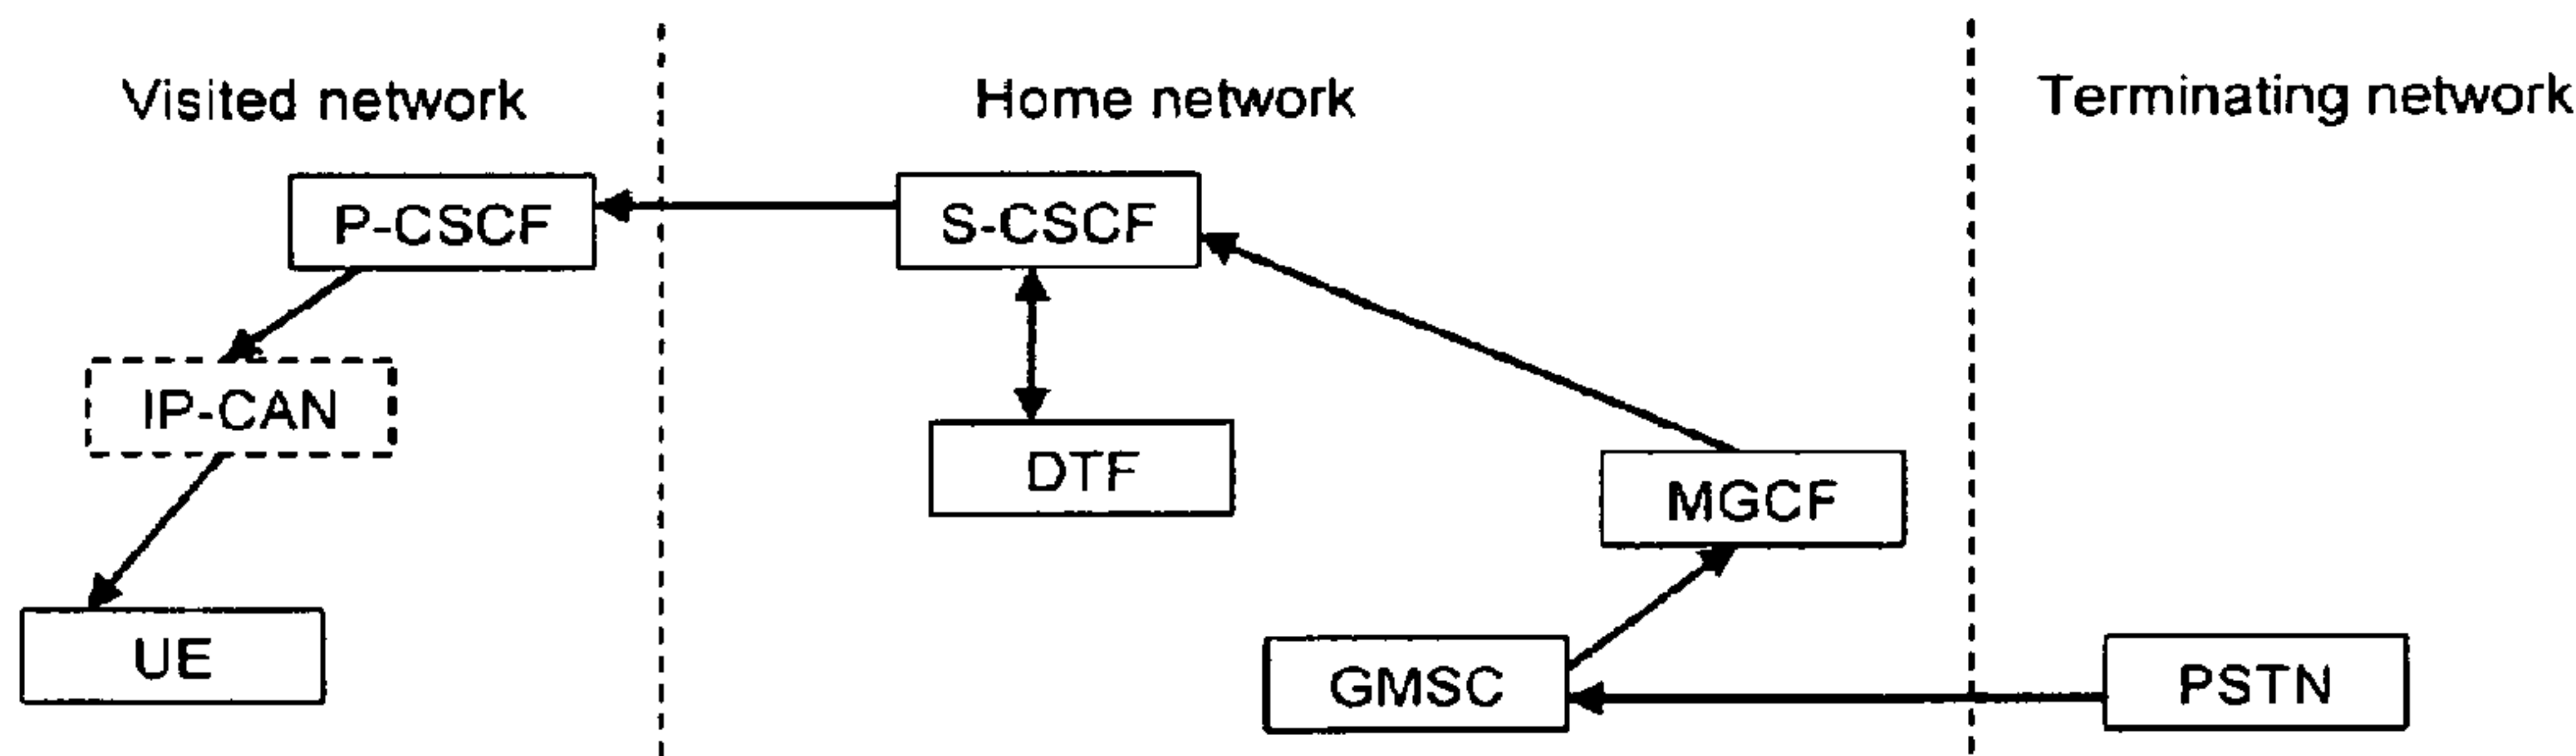 Visited network
Home network
Terminating network
P-CSCF
S-CSCF
IP-CAN
DTF
MGCF
UE
GMSC
PSTN